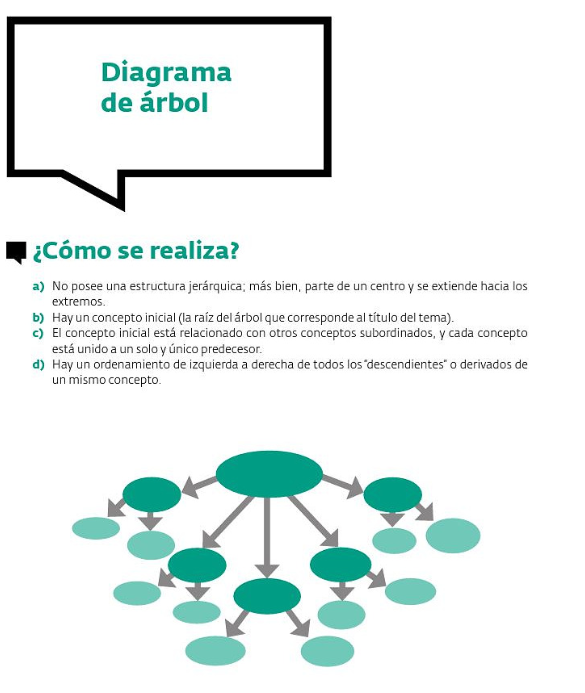 Diagrama
de árbol
¿Cómo se realiza?
a) No posee una estructura jerárquica; más bien, parte de un centro y se extiende hacia los
extremos.
b) Hay un concepto inicial (la raíz del árbol que corresponde al título del tema).
c) El concepto inicial está relacionado con otros conceptos subordinados, y cada concepto
está unido a un solo y único predecesor.
d) Hay un ordenamiento de izquierda a derecha de todos los “descendientes” o derivados de
un mismo concepto.